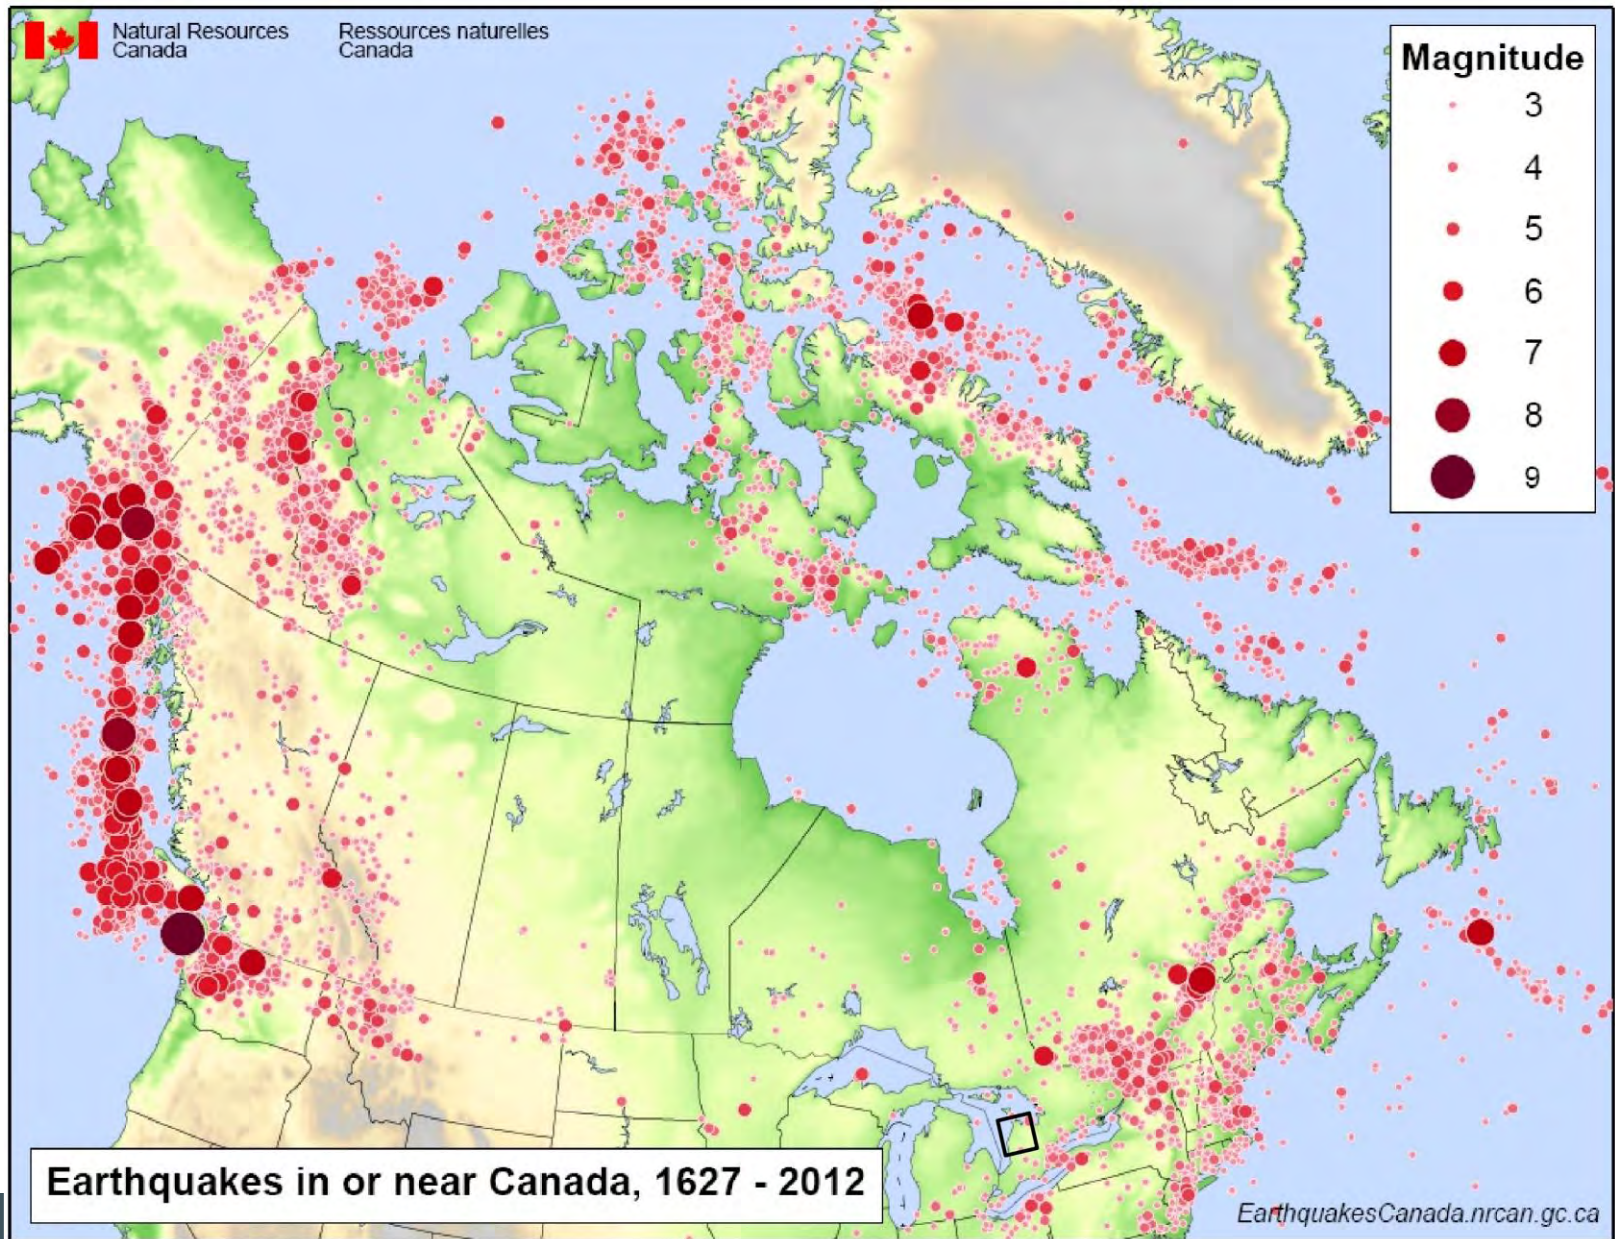 Natural Resources
Canada
Ressources naturelles
Canada
Magnitude
3
4
5
6
7
8
9
Earthquakes in or near Canada, 1627 - 2012
EarthquakesCanada.nrcan.gc.ca